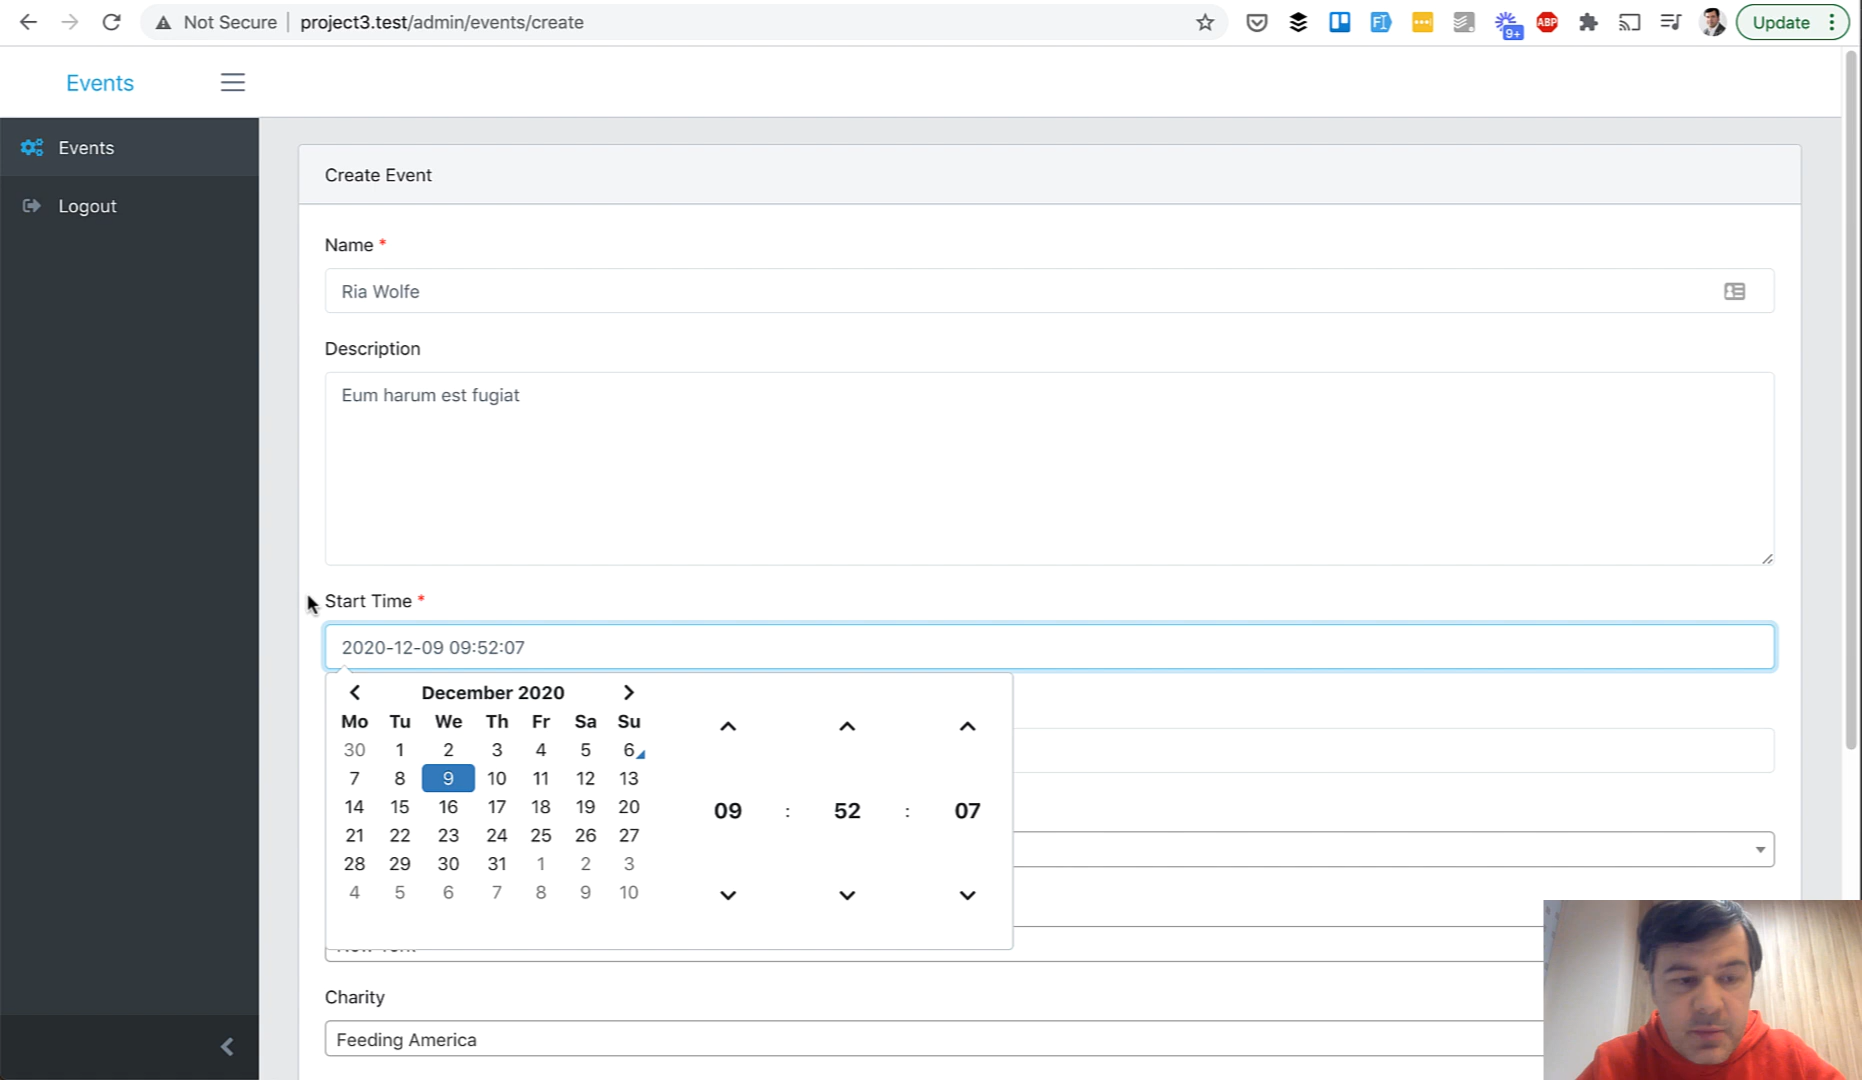 Not Secure | project3.test/admin/events/create
9+
ABP
Update
Events
Events
Logout
Create Event
Name *
Ria Wolfe
Description
Eum harum est fugiat
Start Time *
2020-12-09 09:52:07
December 2020
Mo Tu We Th Fr Sa Su
30 1 2 3 4 5 6
7 8 9 10 11 12 13
14 15 16 17 18 19 20
21 22 23 24 25 26 27
28 29 30 31 1 2 3
4 5 6 7 8 9 10
09 : 52 : 07
Charity
Feeding America